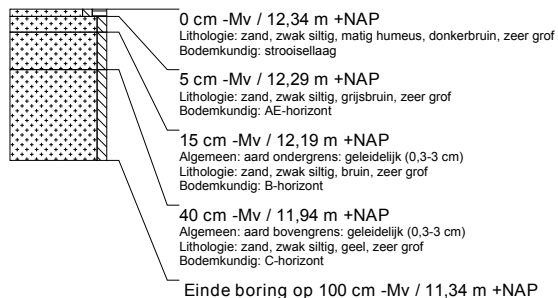 0 cm -Mv / 12,34 m +NAP
Lithologie: zand, zwak siltig, matig humeus, donkerbruin, zeer grof
Bodemkundig: strooisellaag
5 cm -Mv / 12,29 m +NAP
Lithologie: zand, zwak siltig, grijsbruin, zeer grof
Bodemkundig: AE-horizont
15 cm -Mv / 12,19 m +NAP
Algemeen: aard ondergrens: geleidelijk (0,3-3 cm)
Lithologie: zand, zwak siltig, bruin, zeer grof
Bodemkundig: B-horizont
40 cm -Mv / 11,94 m +NAP
Algemeen: aard bovengrens: geleidelijk (0,3-3 cm)
Lithologie: zand, zwak siltig, geel, zeer grof
Bodemkundig: C-horizont
Einde boring op 100 cm -Mv / 11,34 m +NAP